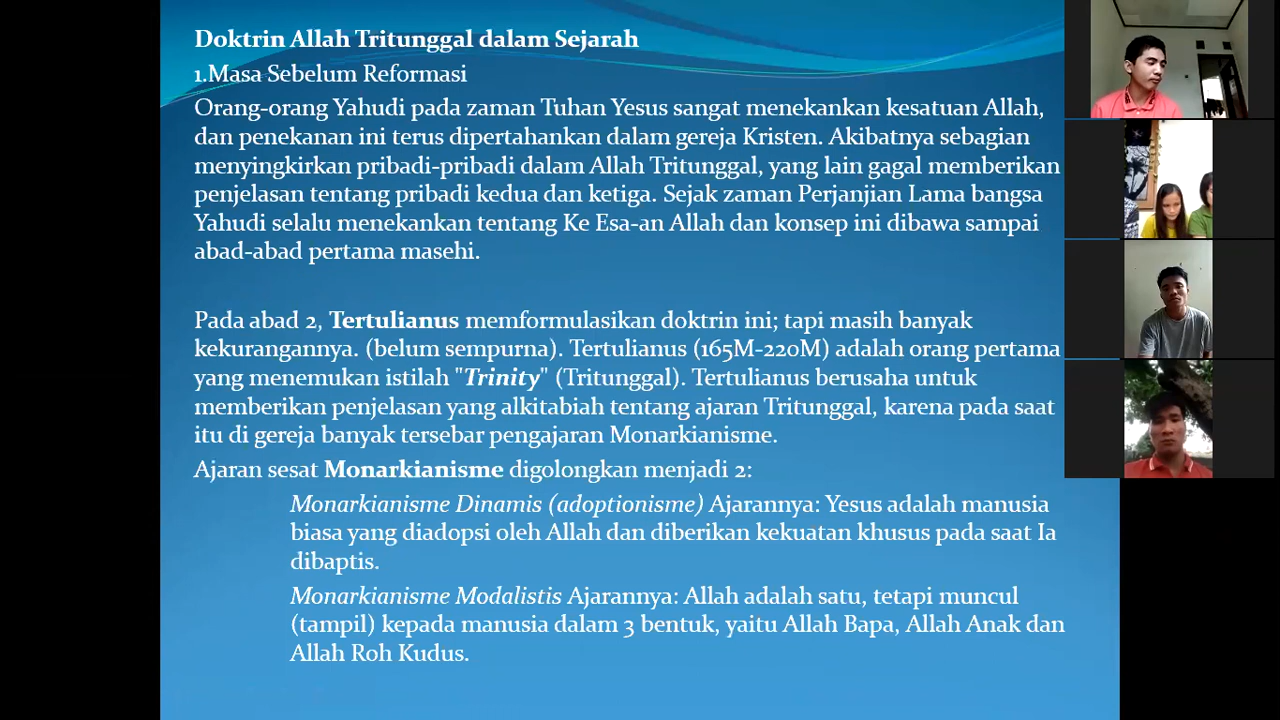 Doktrin Allah Tritunggal dalam Sejarah
1.Masa Sebelum Reformasi
Orang-orang Yahudi pada zaman Tuhan Yesus sangat menekankan kesatuan Allah,
dan penekanan ini terus dipertahankan dalam gereja Kristen. Akibatnya sebagian
menyingkirkan pribadi-pribadi dalam Allah Tritunggal, yang lain gagal memberikan
penjelasan tentang pribadi kedua dan ketiga. Sejak zaman Perjanjian Lama bangsa
Yahudi selalu menekankan tentang Ke Esa-an Allah dan konsep ini dibawa sampai
abad-abad pertama masehi.
Pada abad 2, Tertulianus memformulasikan doktrin ini; tapi masih banyak
kekurangannya. (belum sempurna). Tertulianus (165M-220M) adalah orang pertama
yang menemukan istilah "Trinity" (Tritunggal). Tertulianus berusaha untuk
memberikan penjelasan yang alkitabiah tentang ajaran Tritunggal, karena pada saat
itu di gereja banyak tersebar pengajaran Monarkianisme.
Ajaran sesat Monarkianisme digolongkan menjadi 2:
Monarkianisme Dinamis (adoptionisme) Ajarannya: Yesus adalah manusia
biasa yang diadopsi oleh Allah dan diberikan kekuatan khusus pada saat Ia
dibaptis.
Monarkianisme Modalistis Ajarannya: Allah adalah satu, tetapi muncul
(tampil) kepada manusia dalam 3 bentuk, yaitu Allah Bapa, Allah Anak dan
Allah Roh Kudus.